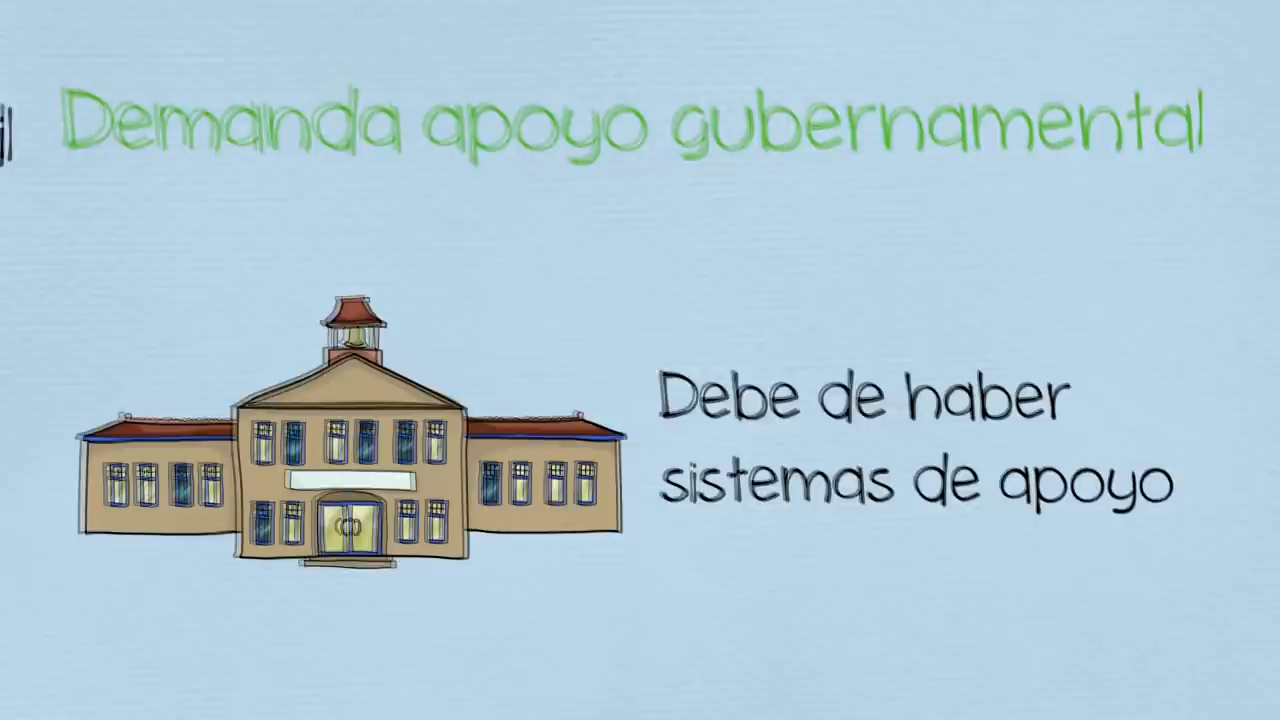 Demanda apoyo gubernamental
Debe de haber
sistemas de apoyo